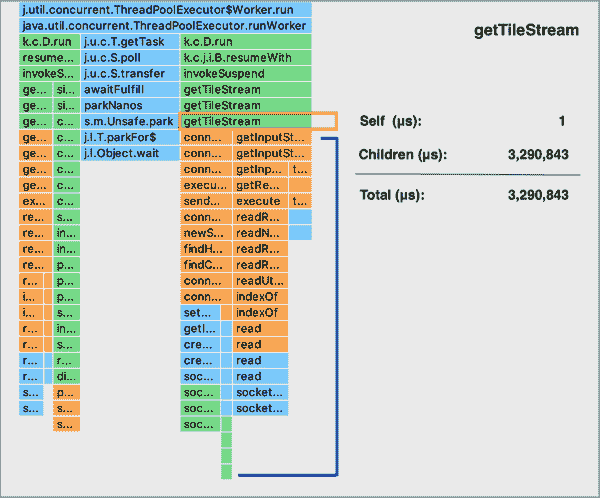 j.util.concurrent.ThreadPoolExecutor$Worker.run
java.util.concurrent.ThreadPoolExecutor.runWorker
k.c.D.run j.u.c.T.getTask k.c.D.run
resume... j.u.c.S.poll k.c.j.i.B.resumeWith
invokeS... j.u.c.S.transfer invokeSuspend
ge... si... awaitFulfill getTileStream
ge... si... parkNanos getTileStream
ge... c... s.m.Unsafe.park getTileStream
ge... c... j.l.T.parkFor$ conn... getInputSt...
ge... c... j.l.Object.wait conn... getInputSt...
ge... c... conn... getInp... t...
ge... c... execu... getRe...
ex... c... send... execute t...
re... s... conn... readR...
re... in... newS... readN...
re... in... findH... readR...
re... p... findC... readR...
r... p... conn... readUt...
i... p... conn... indexOf
i... s... set... indexOf
r... in... getI... read
r... s... cre... read
r... r... cre... read
r... di... soc... read
s... p... soc... socket...
s... s... soc... socket...
s... soc...
getTileStream
Self (µs): 1
Children (µs): 3,290,843
Total (µs): 3,290,843